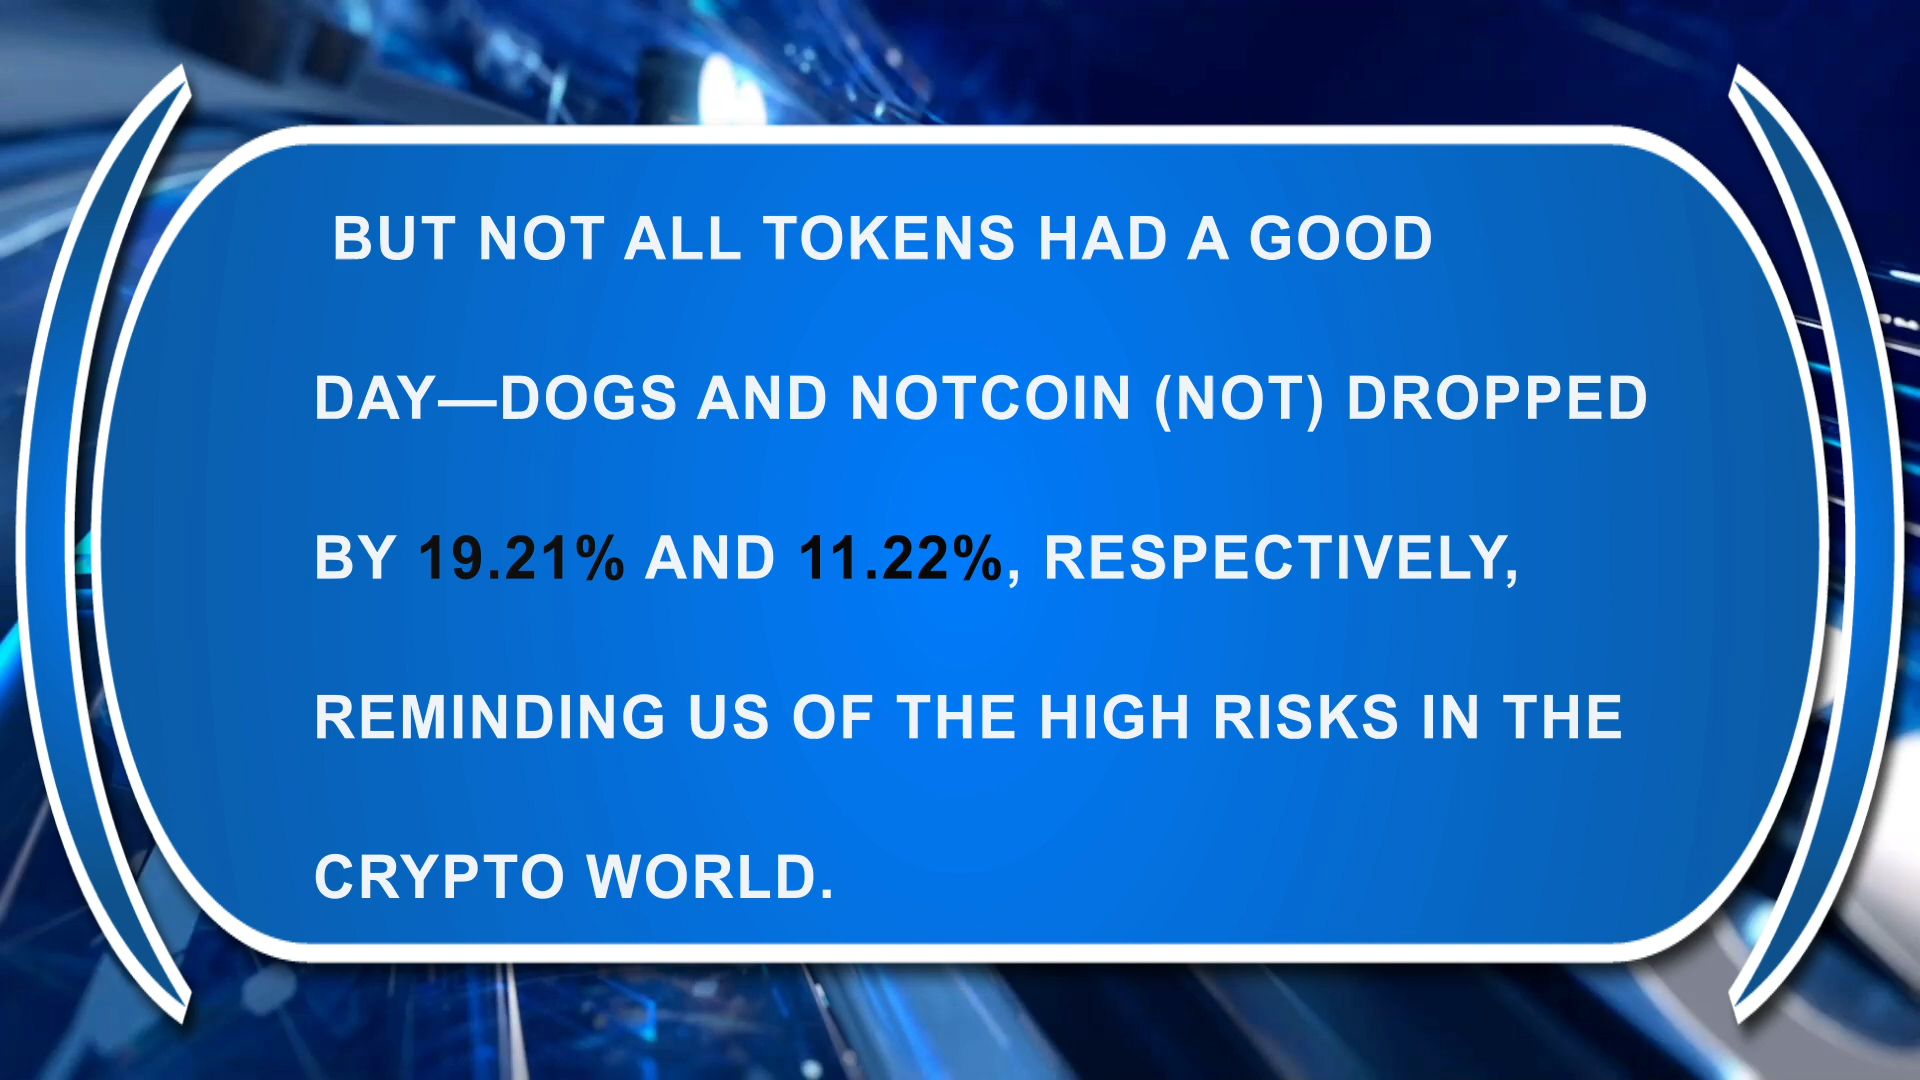 BUT NOT ALL TOKENS HAD A GOOD
DAY—DOGS AND NOTCOIN (NOT) DROPPED
BY 19.21% AND 11.22%, RESPECTIVELY,
REMINDING US OF THE HIGH RISKS IN THE
CRYPTO WORLD.